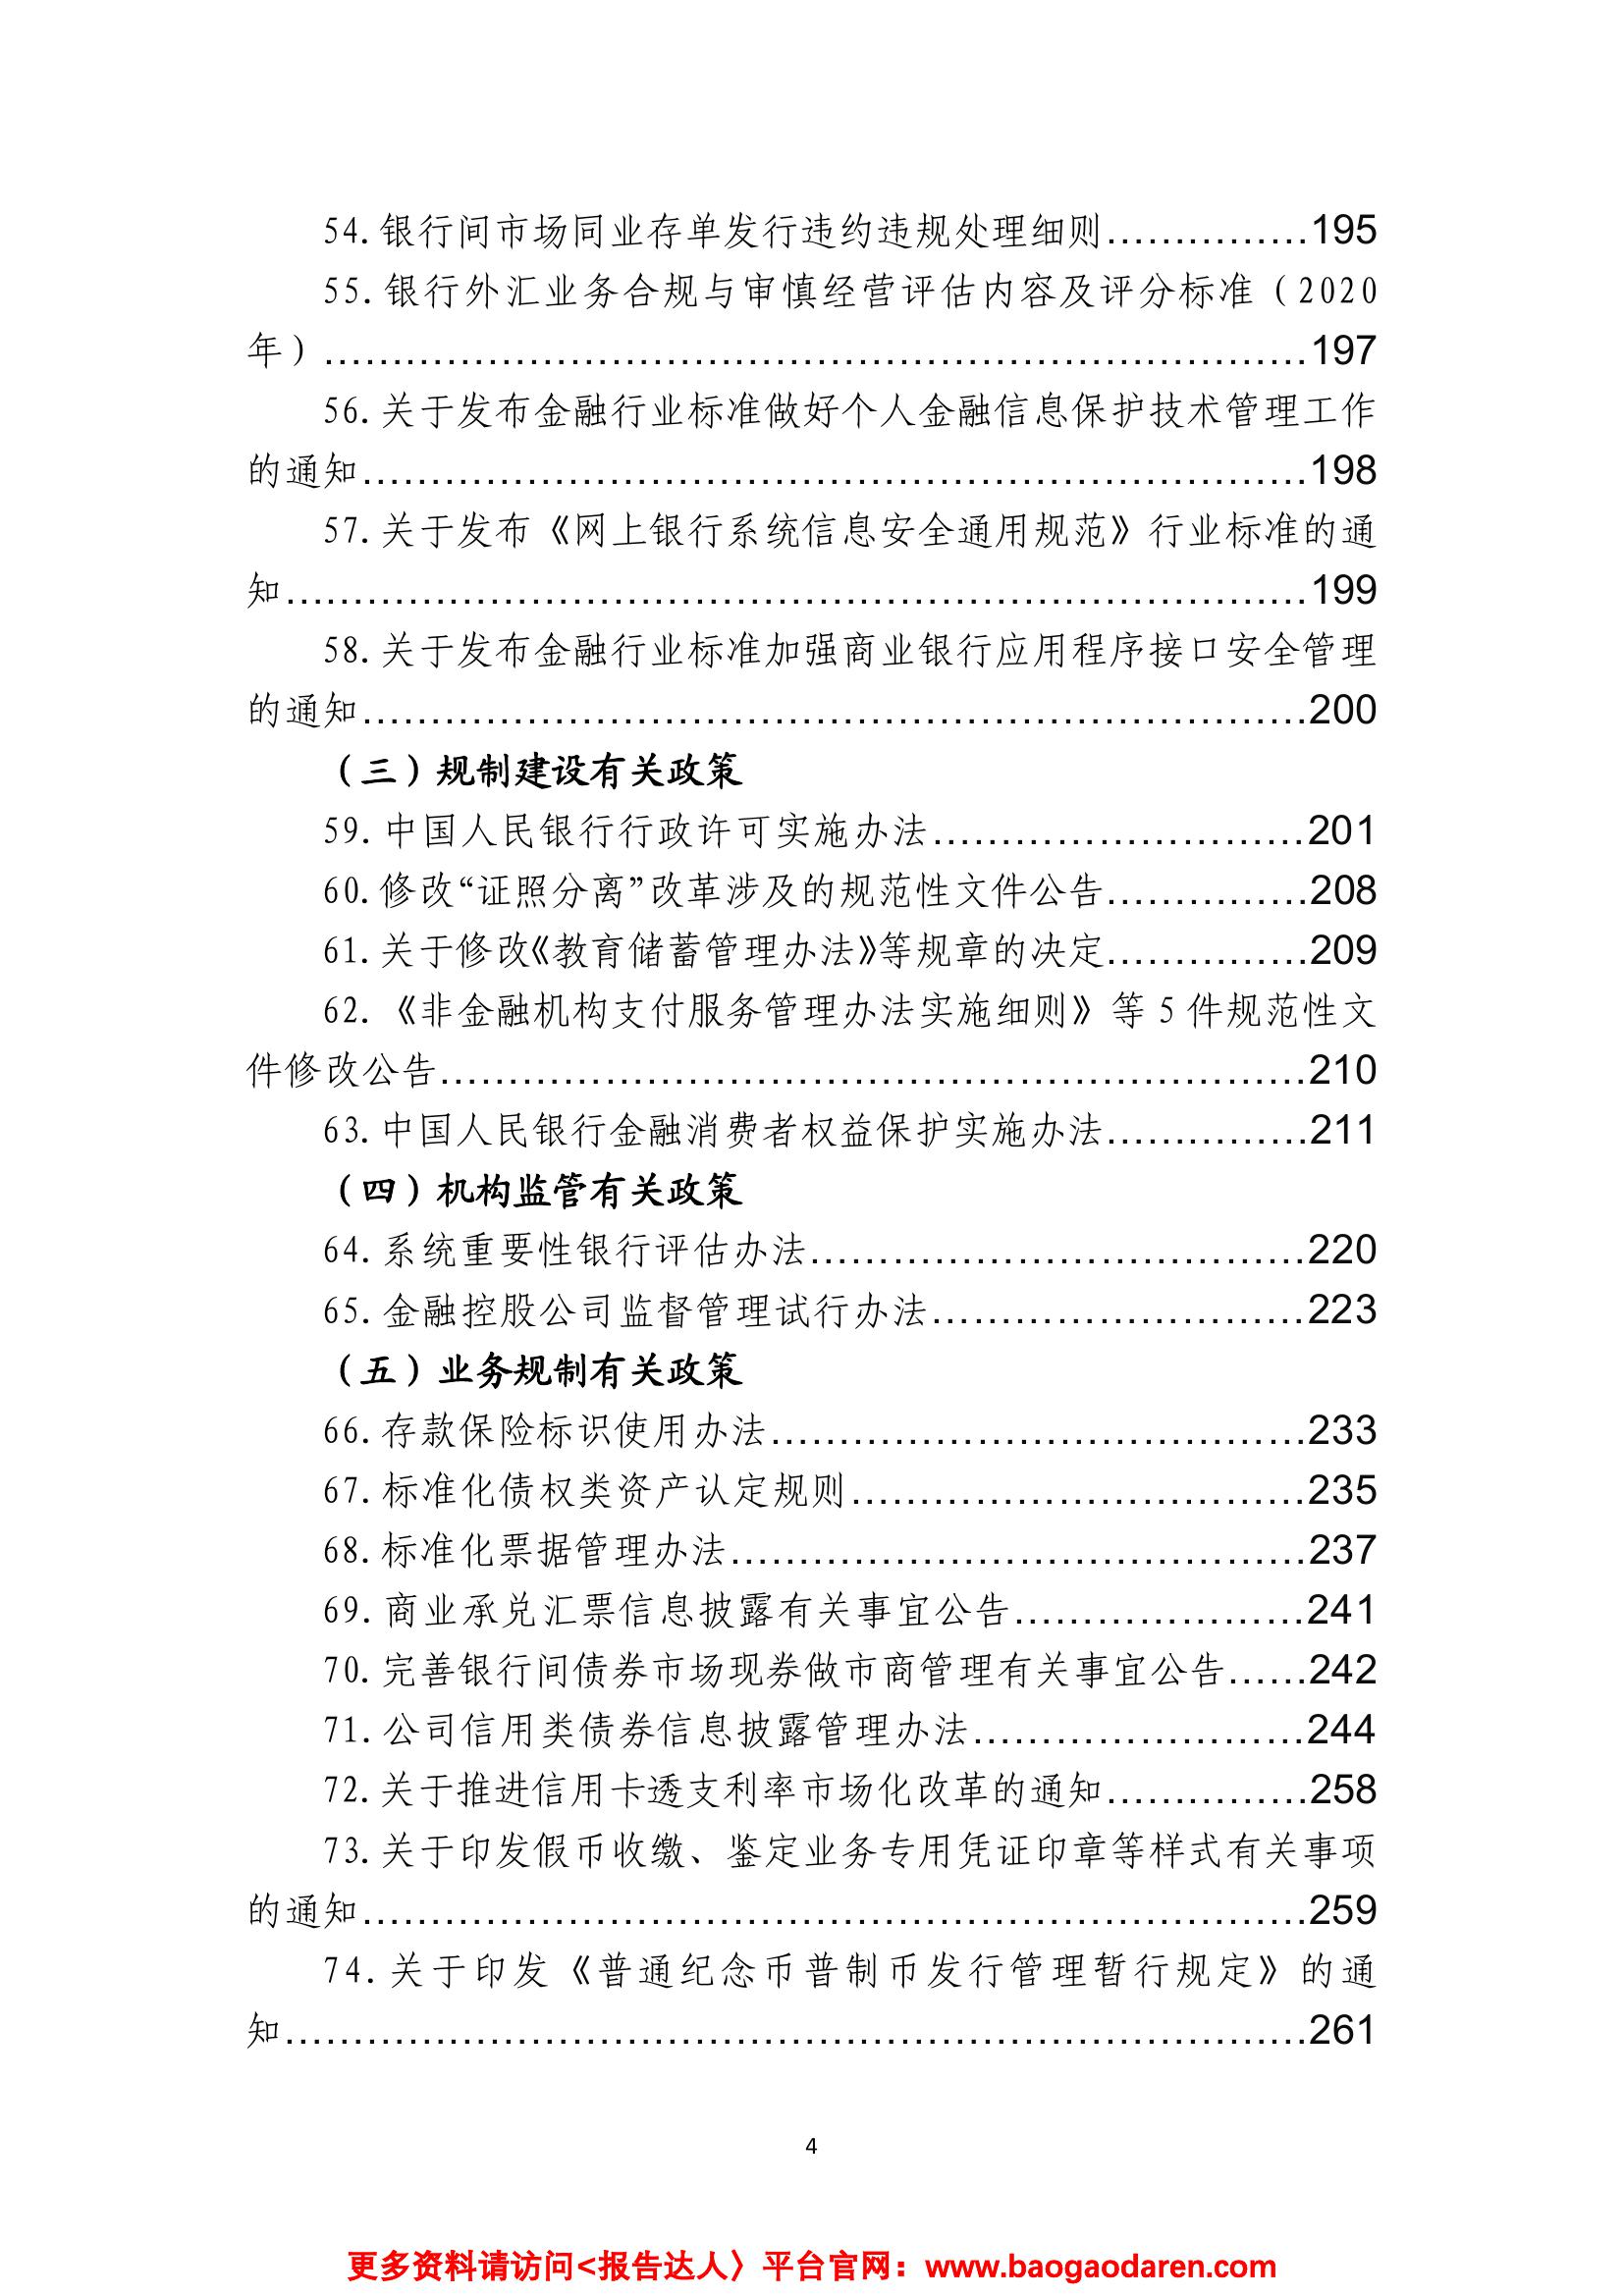 54.银行间市场同业存单发行违约违规处理细则...............195
55.银行外汇业务合规与审慎经营评估内容及评分标准（2020
年）.........................................................................197
56.关于发布金融行业标准做好个人金融信息保护技术管理工作
的通知......................................................................198
57.关于发布《网上银行系统信息安全通用规范》行业标准的通
知............................................................................199
58.关于发布金融行业标准加强商业银行应用程序接口安全管理
的通知......................................................................200
（三）规制建设有关政策
59.中国人民银行行政许可实施办法...........................201
60.修改“证照分离”改革涉及的规范性文件公告...............208
61.关于修改《教育储蓄管理办法》等规章的决定...............209
62.《非金融机构支付服务管理办法实施细则》等 5 件规范性文
件修改公告................................................................210
63.中国人民银行金融消费者权益保护实施办法...............211
（四）机构监管有关政策
64.系统重要性银行评估办法....................................220
65.金融控股公司监督管理试行办法...........................223
（五）业务规制有关政策
66.存款保险标识使用办法.......................................233
67.标准化债权类资产认定规则.................................235
68.标准化票据管理办法..........................................237
69.商业承兑汇票信息披露有关事宜公告.....................241
70.完善银行间债券市场现券做市商管理有关事宜公告......242
71.公司信用类债券信息披露管理办法........................244
72.关于推进信用卡透支利率市场化改革的通知...............258
73.关于印发假币收缴、鉴定业务专用凭证印章等样式有关事项
的通知......................................................................259
74.关于印发《普通纪念币普制币发行管理暂行规定》的通
知............................................................................261
4
更多资料请访问<报告达人〉平台官网：www.baogaodaren.com